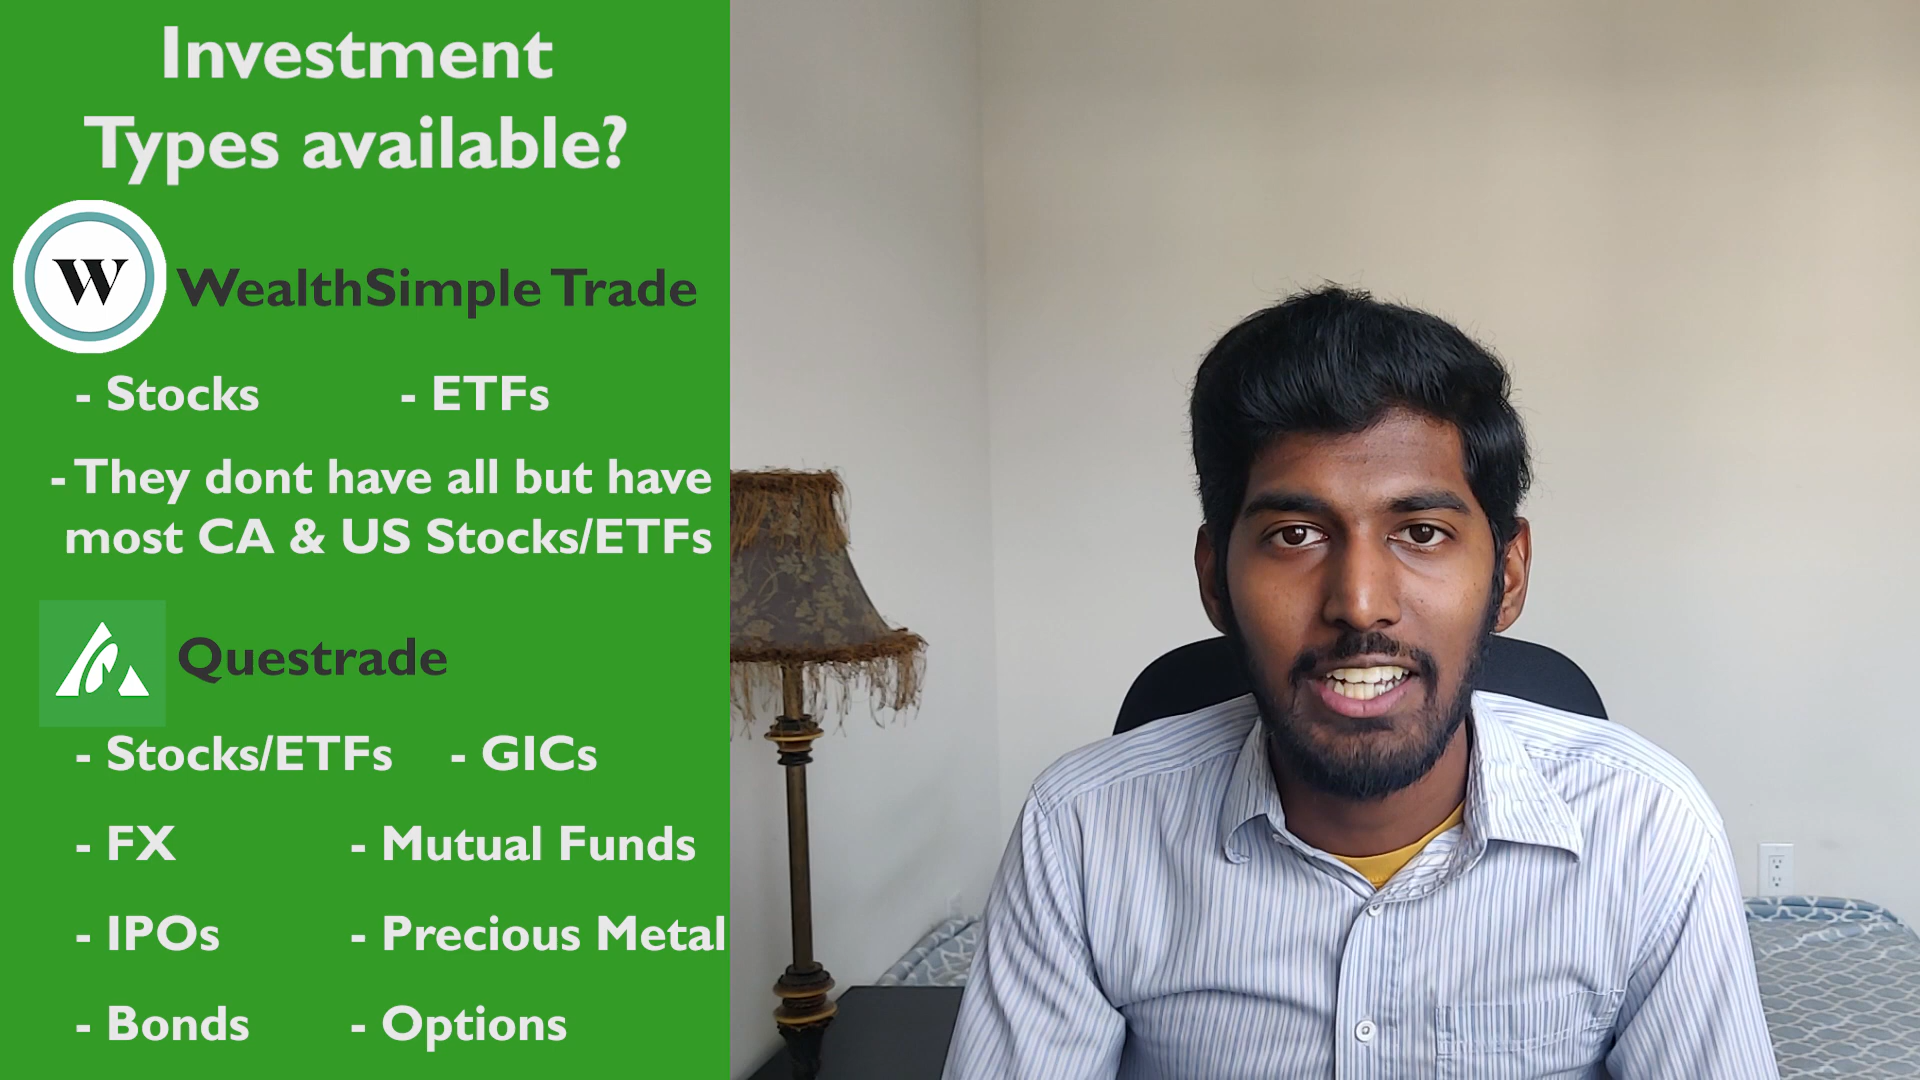 Investment
Types available?
W
WealthSimple Trade
- Stocks - ETFs
- They dont have all but have
most CA & US Stocks/ETFs
Questrade
- Stocks/ETFs - GICs
- FX - Mutual Funds
- IPOs - Precious Metal
- Bonds - Options